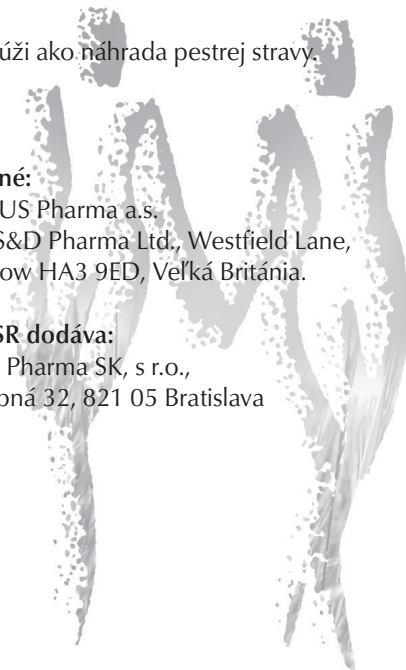 úži ako náhrada pestrej stravy.
né:
US Pharma a.s.
S&D Pharma Ltd., Westfield Lane,
ow HA3 9ED, Veľká Británia.
SR dodáva:
Pharma SK, s r.o.,
bná 32, 821 05 Bratislava